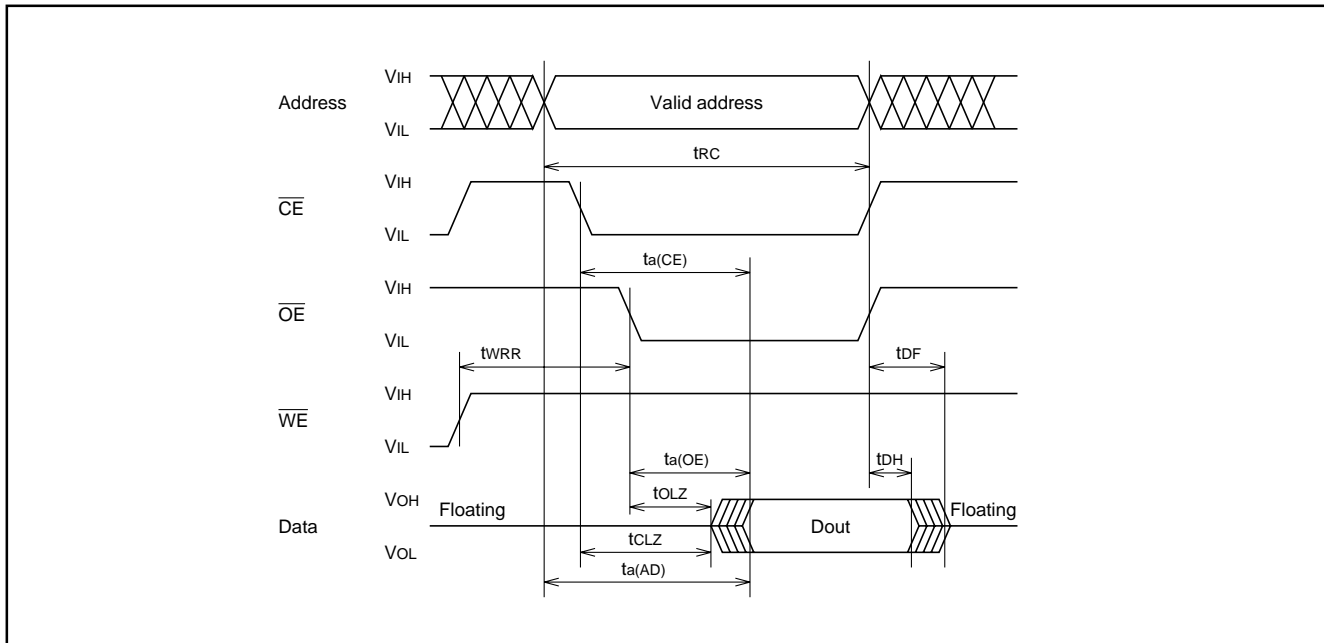 VIH
Address
Valid address
VIL
tRC
VIH
CE
VIL
ta(CE)
VIH
OE
VIL
tWRR
tDF
VIH
WE
VIL
ta(OE)
tDH
tOLZ
VOH
Floating
Dout
Floating
Data
tCLZ
VOL
ta(AD)